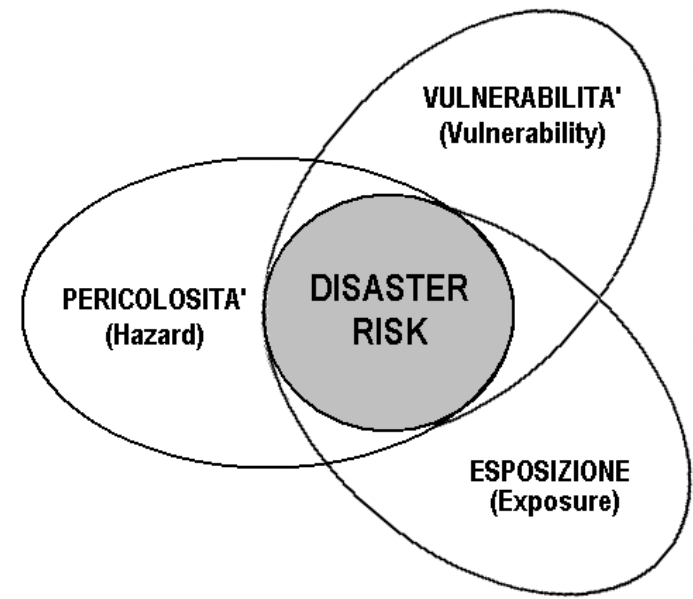 VULNERABILITA'
(Vulnerability)
PERICOLOSITA'
(Hazard)
DISASTER
RISK
ESPOSIZIONE
(Exposure)